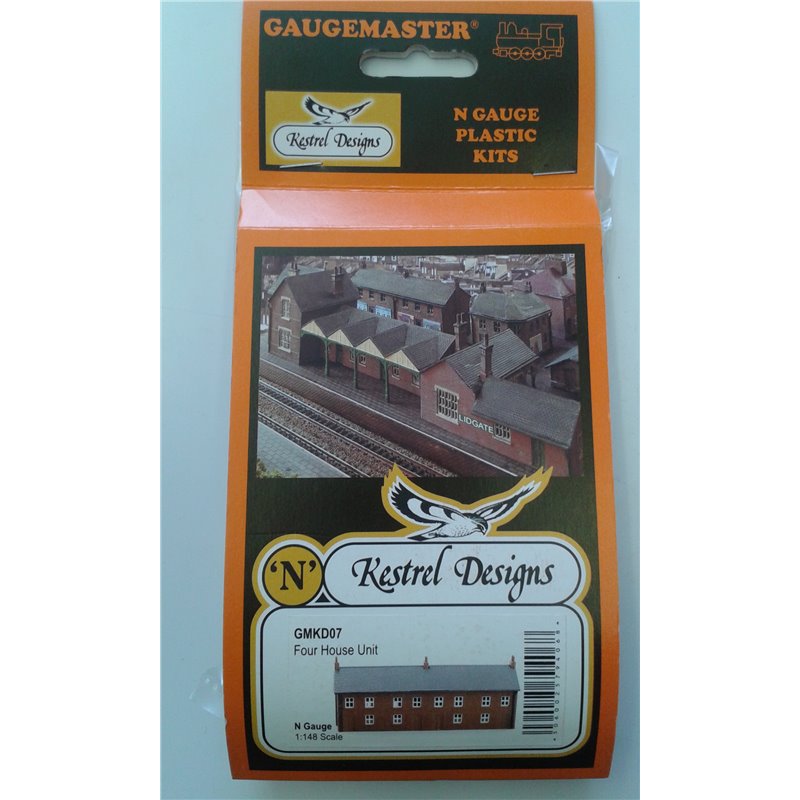 GAUGEMASTER®
Kestrel Designs
N GAUGE
PLASTIC
KITS
LIDGATE
'N'
Kestrel Designs
GMKD07
Four House Unit
N Gauge
1:148 Scale